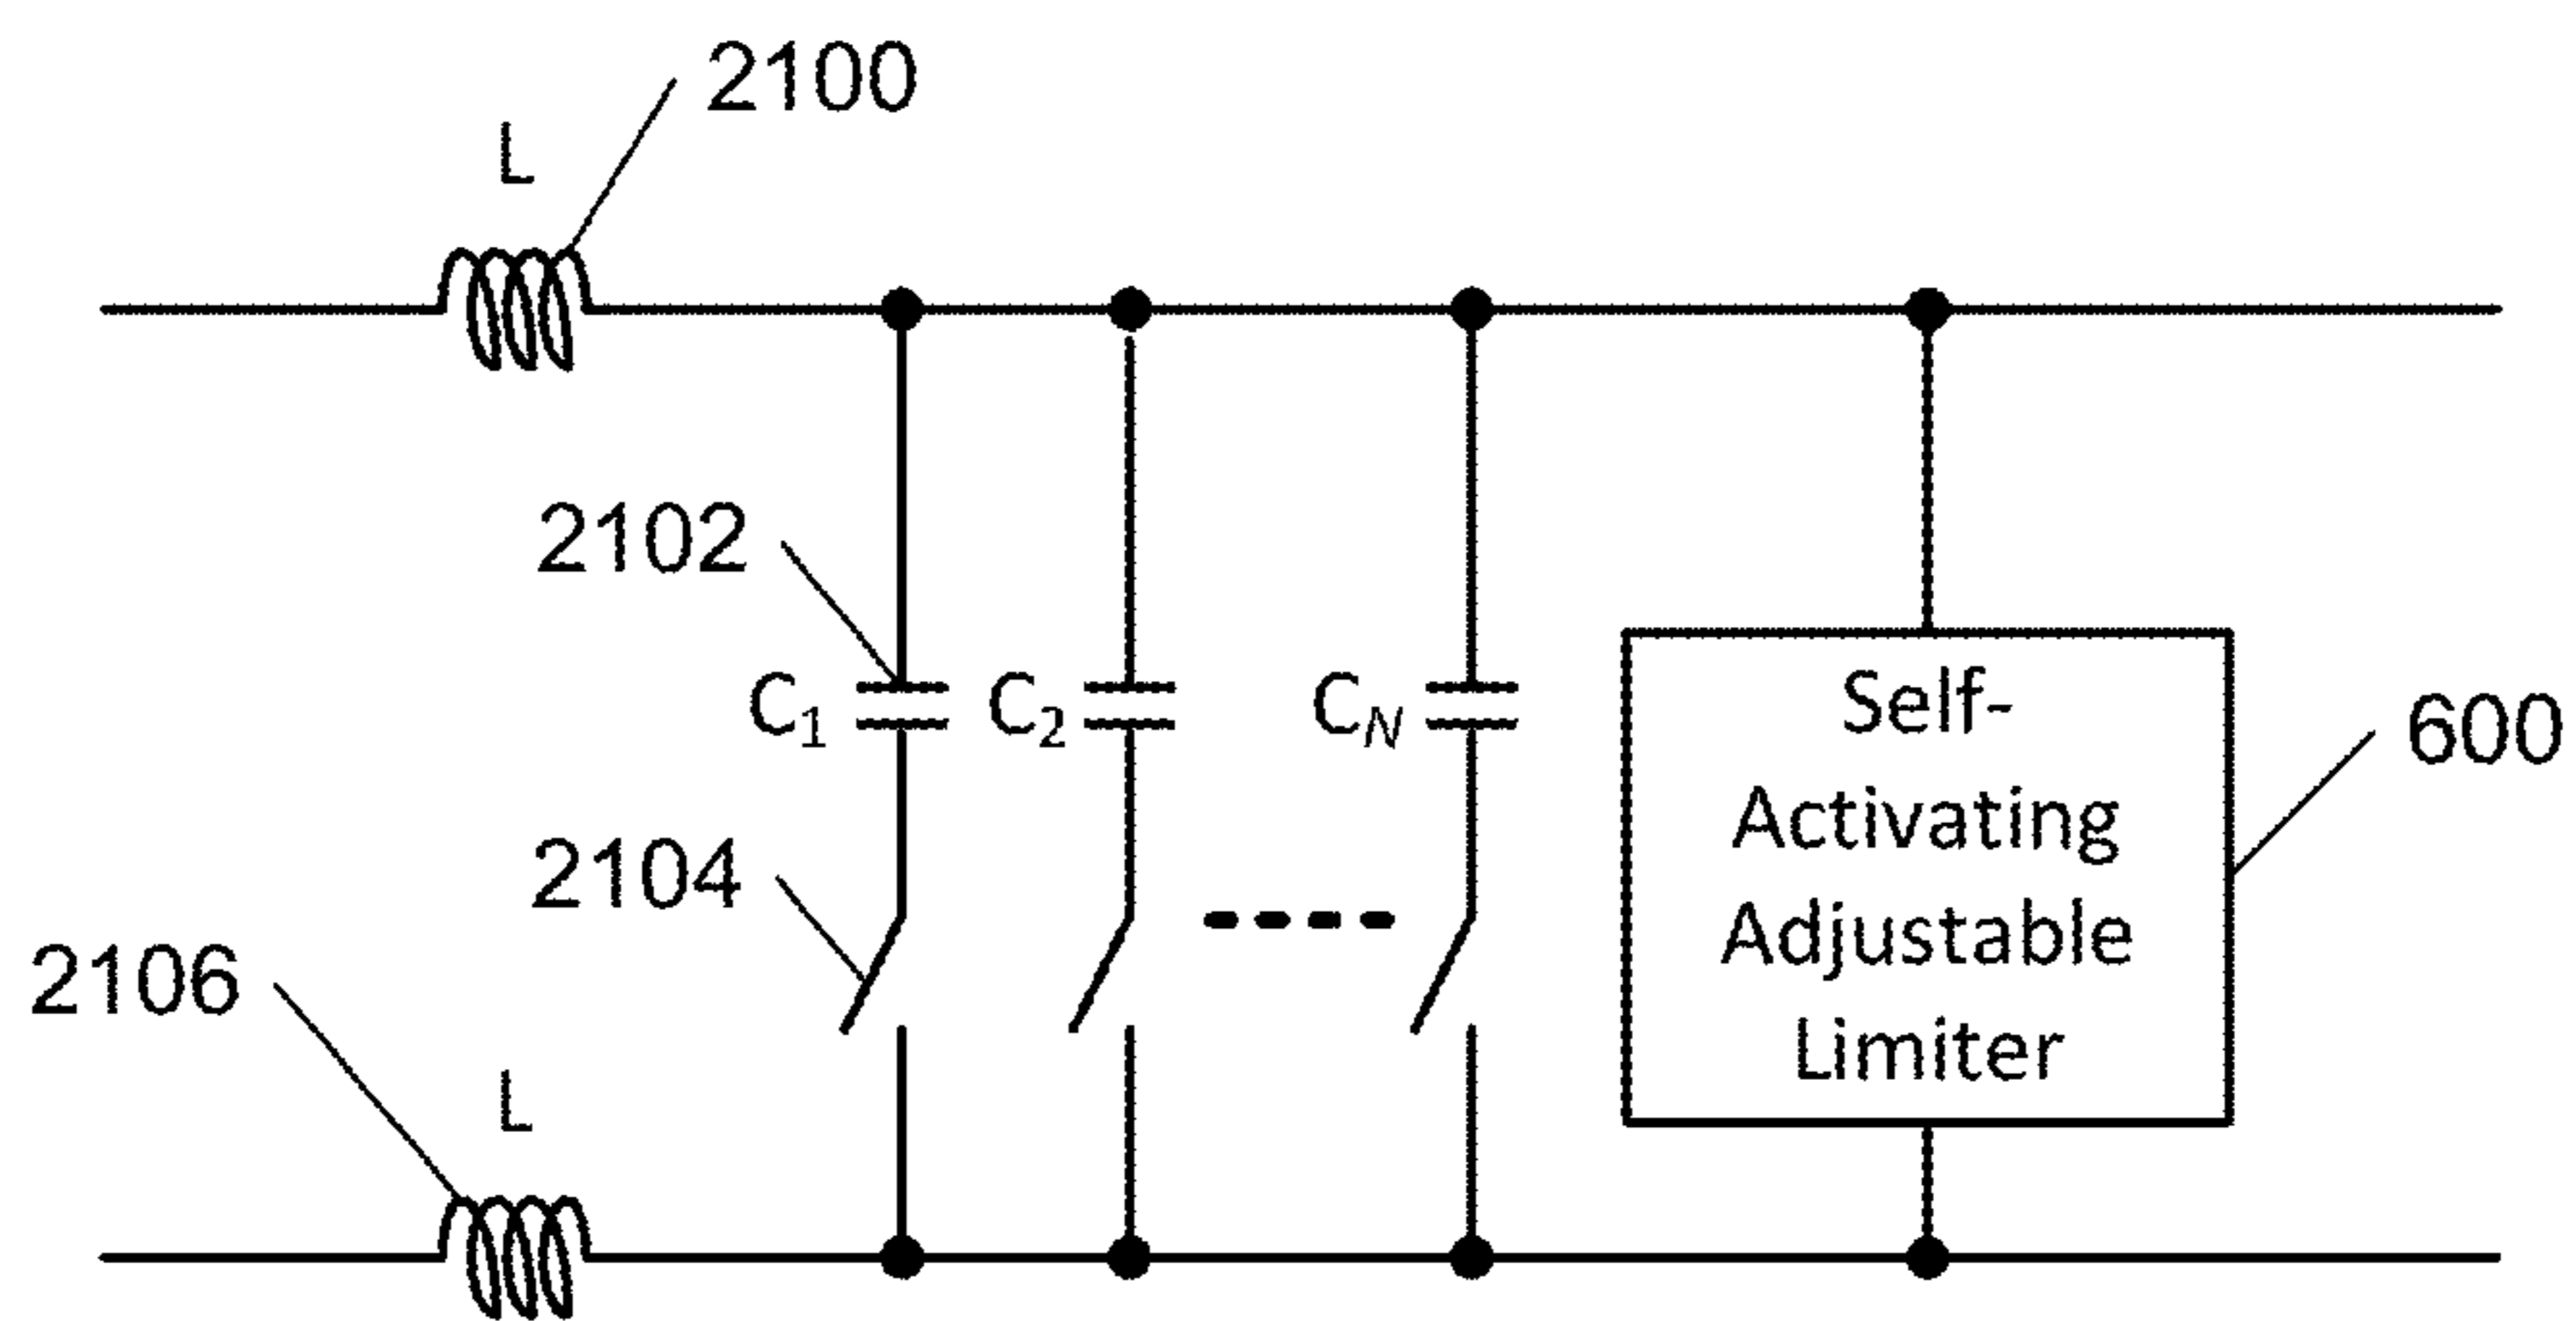 2100
L
2102
C1
C2
CN
Self-
Activating
Adjustable
Limiter
600
2104
2106
L